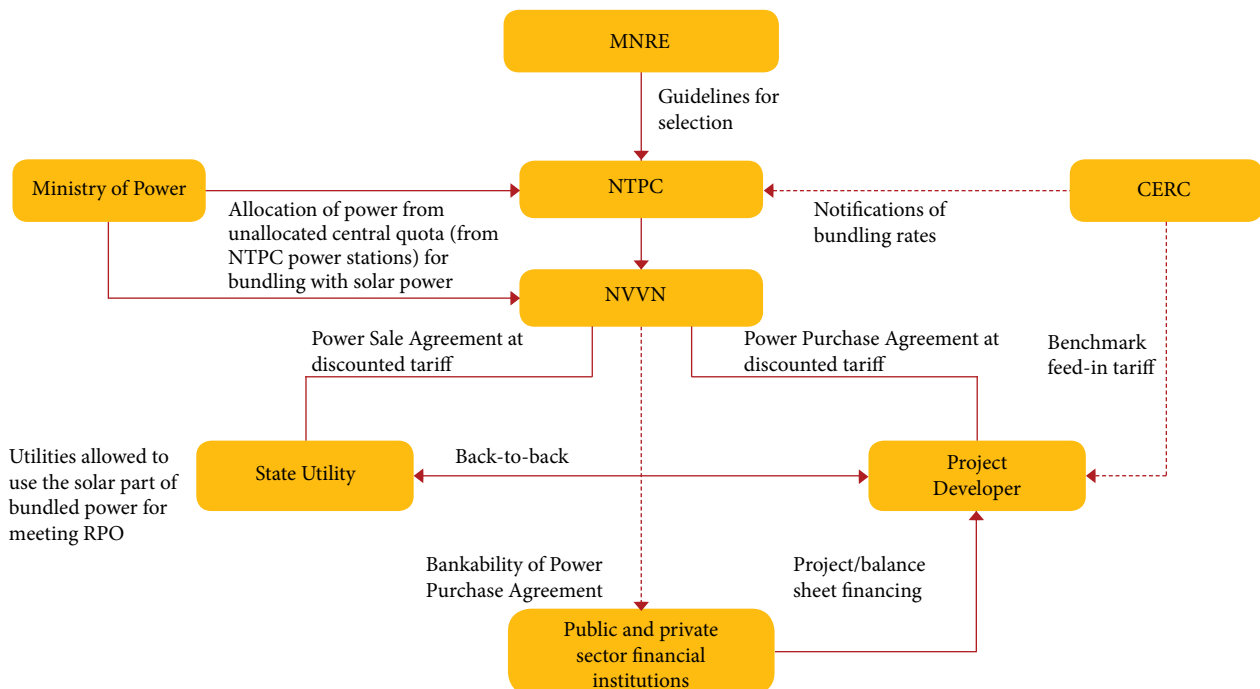 MNRE
Guidelines for
selection
Ministry of Power
NTPC
CERC
Allocation of power from
unallocated central quota (from
NTPC power stations) for
bundling with solar power
Notifications of
bundling rates
NVVN
Power Sale Agreement at
discounted tariff
Power Purchase Agreement at
discounted tariff
Benchmark
feed-in tariff
Utilities allowed to
use the solar part of
bundled power for
meeting RPO
State Utility
Back-to-back
Project
Developer
Bankability of Power
Purchase Agreement
Project/balance
sheet financing
Public and private
sector financial
institutions